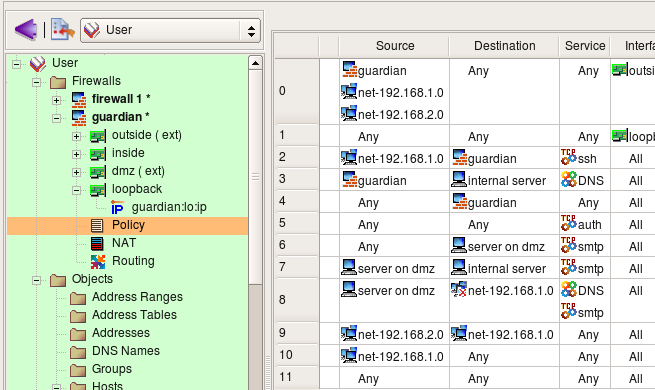 User
User
Firewalls
firewall 1 *
guardian *
outside ( ext)
inside
dmz ( ext)
loopback
guardian:lo:ip
Policy
NAT
Routing
Objects
Address Ranges
Address Tables
Addresses
DNS Names
Groups
Hosts
Source Destination Service Interfa
0 guardian Any Any outsi
net-192.168.1.0
net-192.168.2.0
1 Any Any Any loopb
2 net-192.168.1.0 guardian TCP ssh All
3 guardian internal server DNS All
4 Any guardian Any All
5 Any Any TCP auth All
6 Any server on dmz TCP smtp All
7 server on dmz internal server TCP smtp All
8 server on dmz net-192.168.1.0 DNS All
TCP smtp
9 net-192.168.2.0 net-192.168.1.0 Any All
10 net-192.168.1.0 Any Any All
11 Any Any Any All